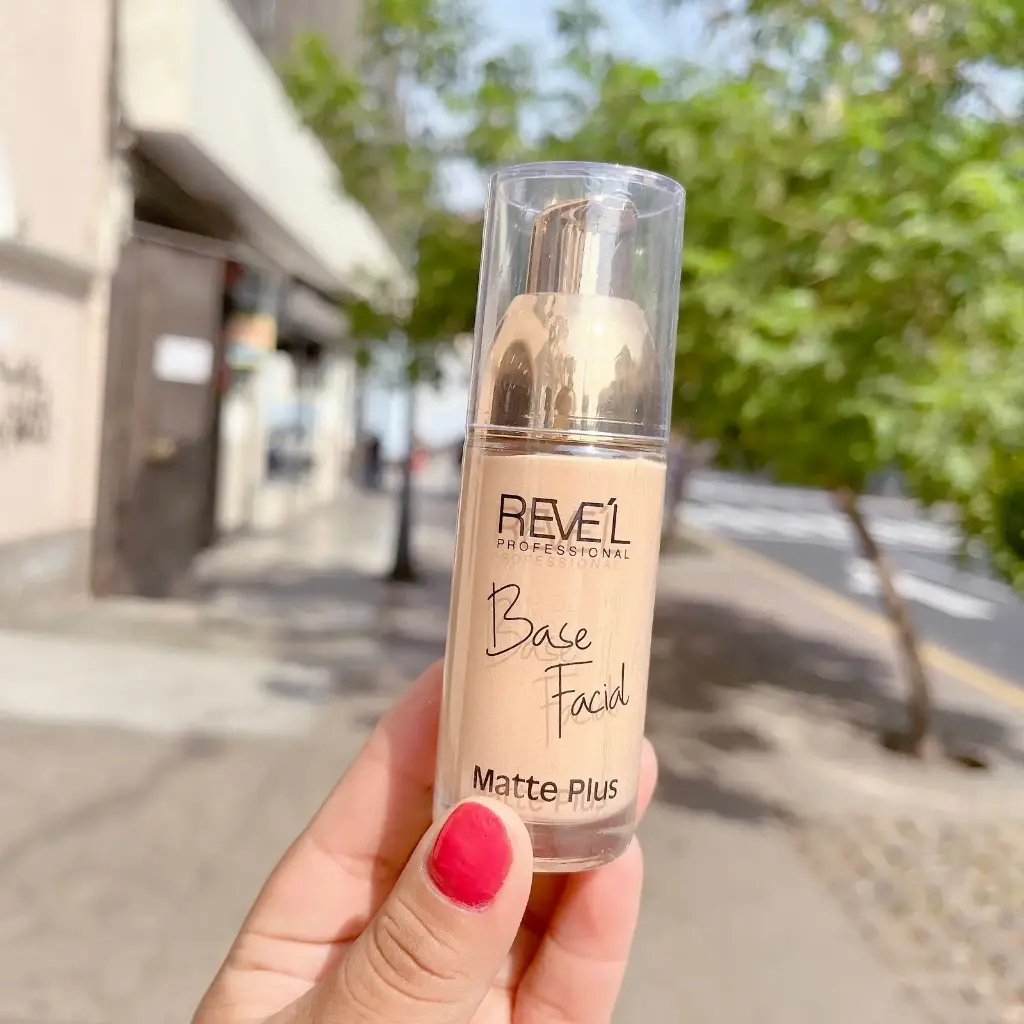 REVE´L
PROFESSIONAL
Base
Facial
Matte Plus